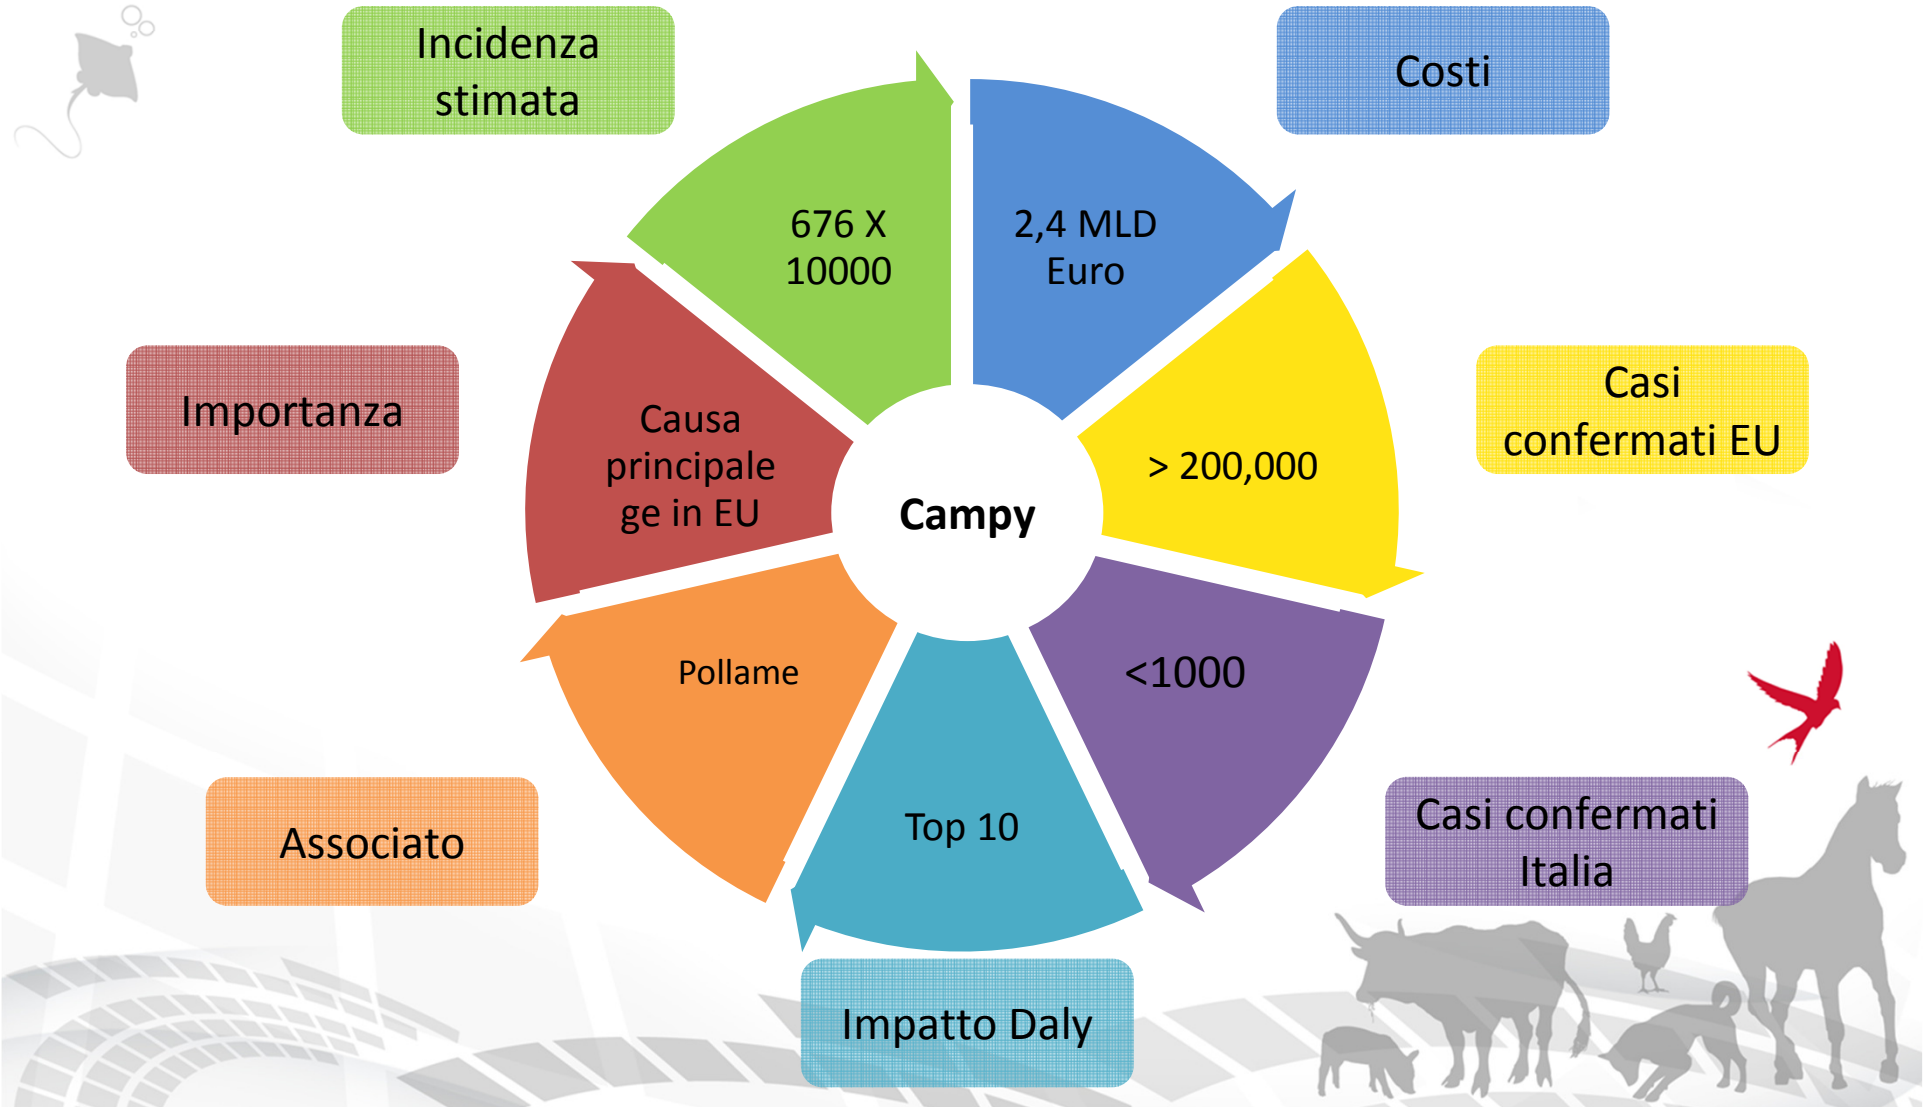 Incidenza
stimata
Costi
676 X
10000
2,4 MLD
Euro
Importanza
Causa
principale
ge in EU
> 200,000
Casi
confermati EU
Campy
Pollame
<1000
Associato
Top 10
Casi confermati
Italia
Impatto Daly